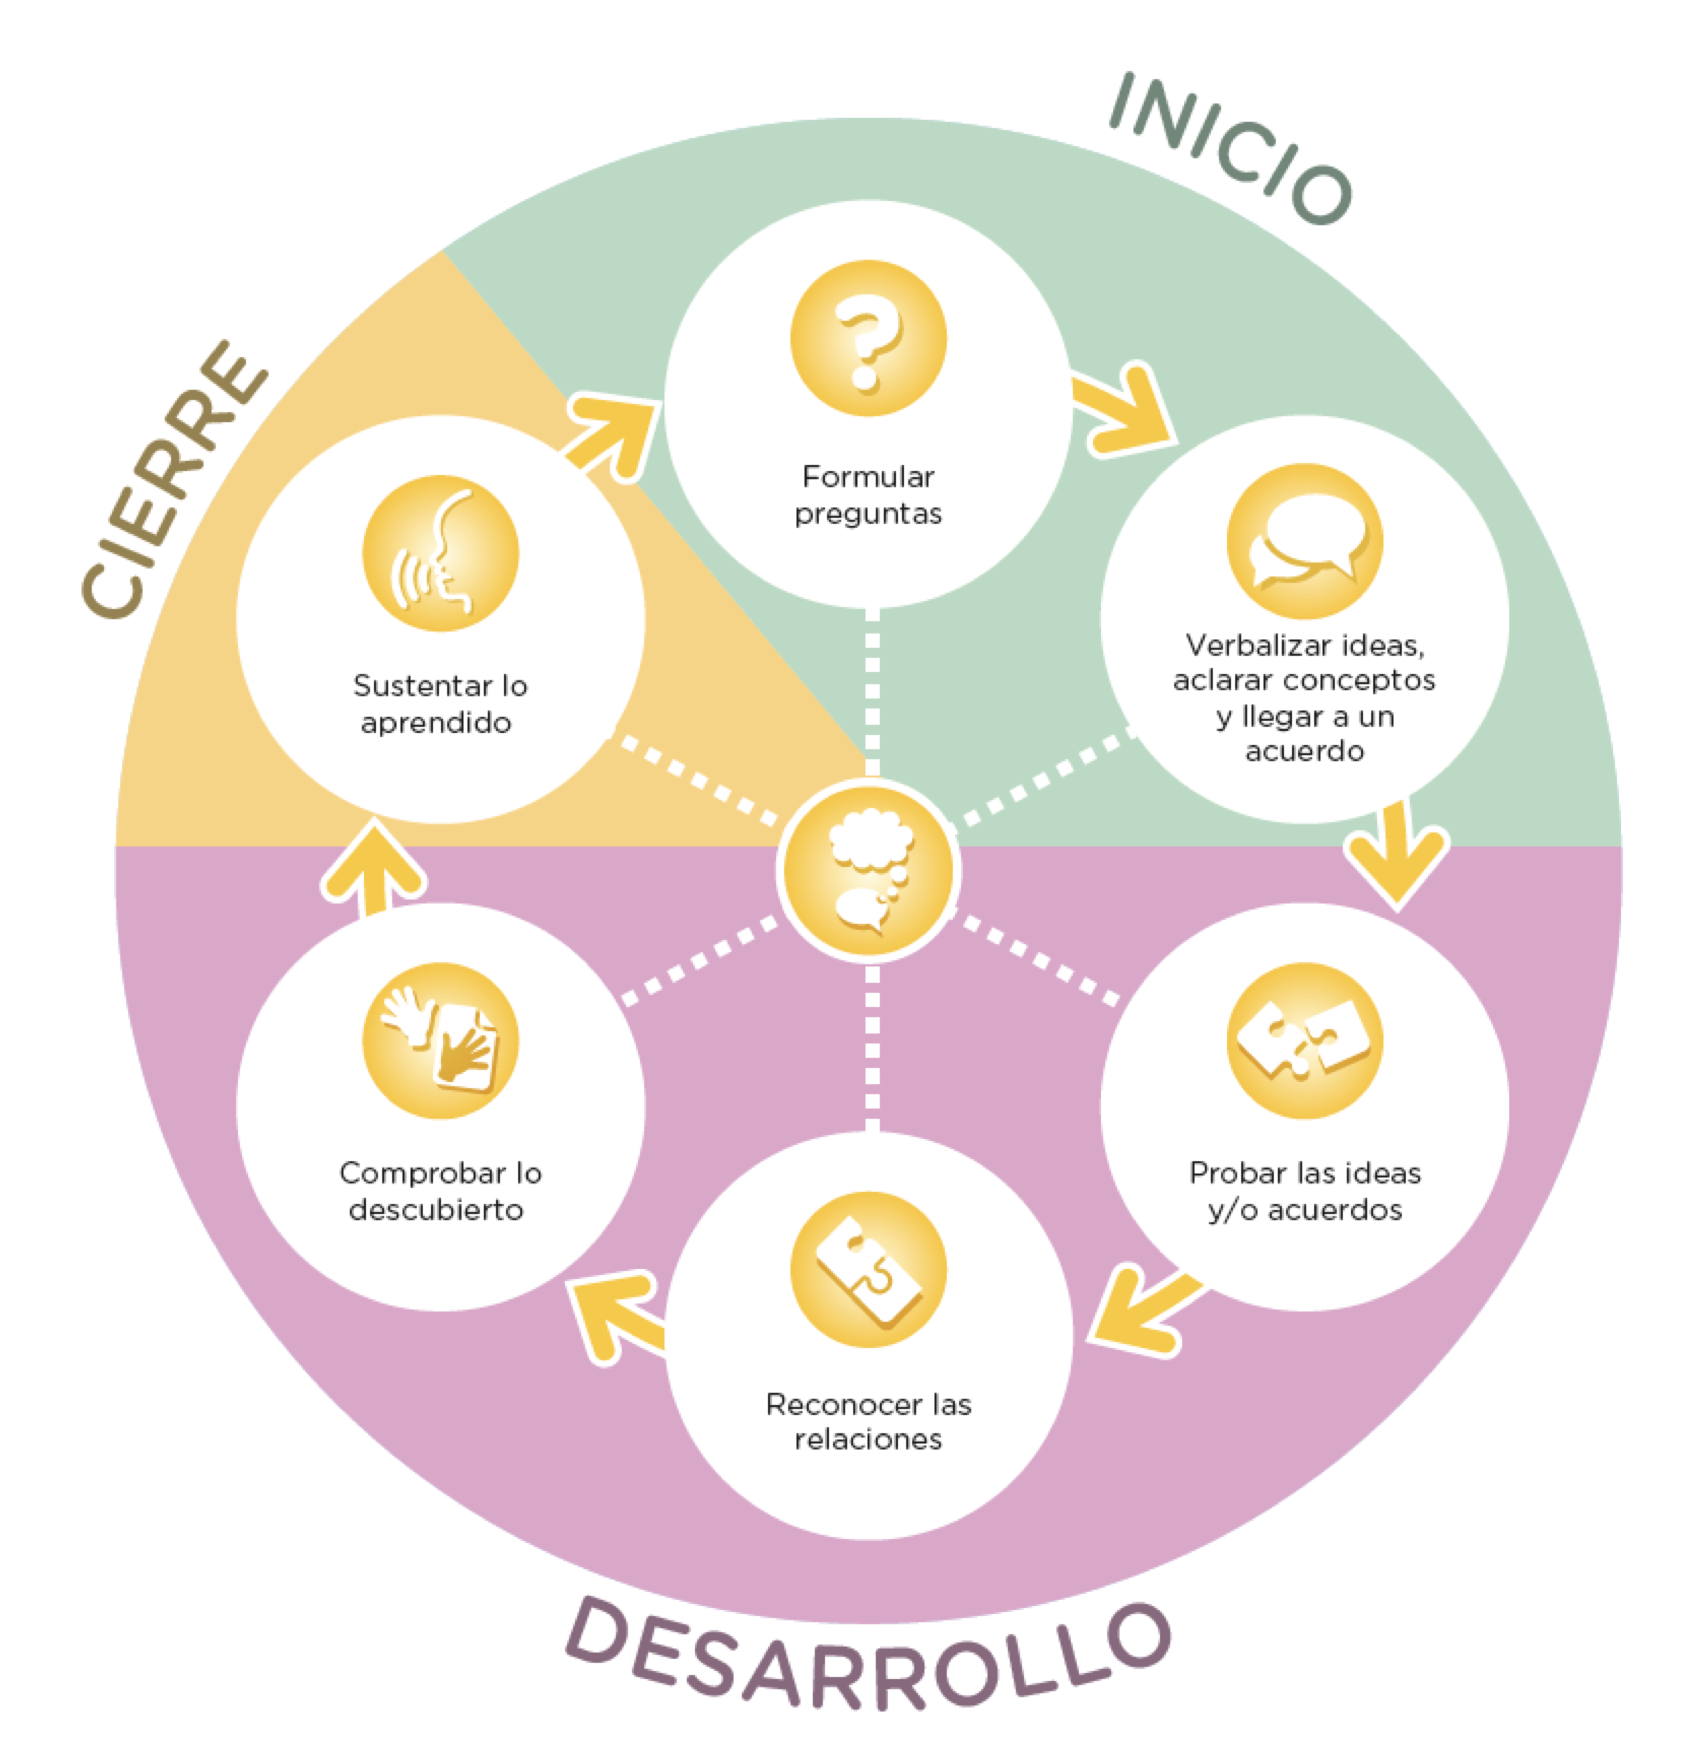 INICIO
Formular
preguntas
Verbalizar ideas,
aclarar conceptos
y llegar a un
acuerdo
Probar las ideas
y/o acuerdos
DESARROLLO
Reconocer las
relaciones
Comprobar lo
descubierto
CIERRE
Sustentar lo
aprendido